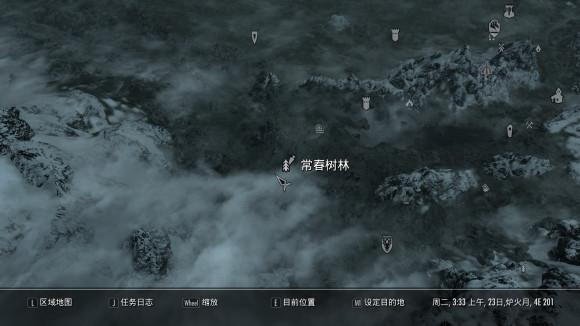 常春树林
L 区域地图 J 任务日志 Wheel 缩放 E 目前位置 M1 设定目的地 周二, 3:33 上午, 23日,炉火月, 4E 201